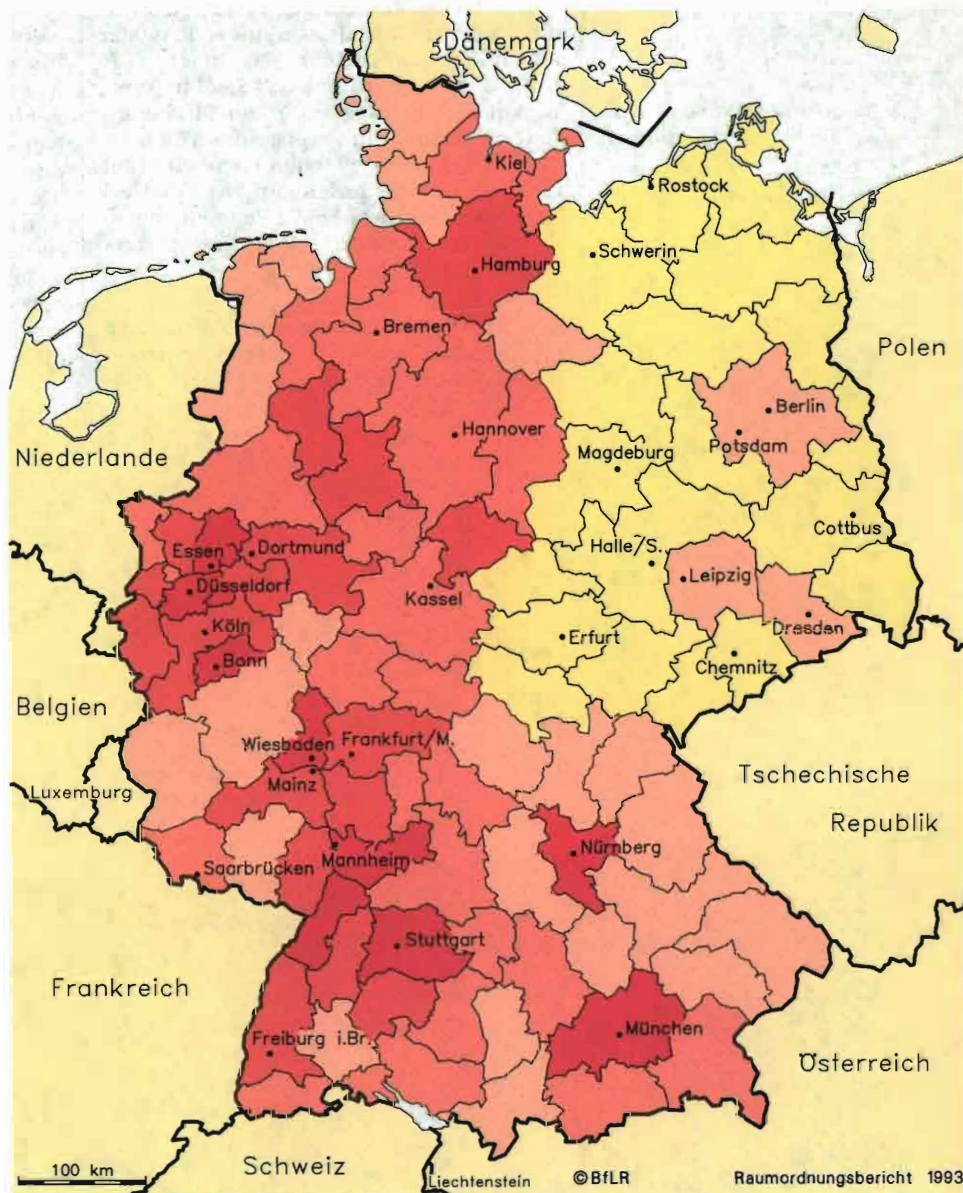 Dänemark
Kiel
Rostock
Schwerin
Hamburg
Bremen
Polen
Berlin
Hannover
Potsdam
Niederlande
Magdeburg
Cottbus
Essen
Dortmund
Halle/S.
Leipzig
Düsseldorf
Kassel
Dresden
Köln
Erfurt
Chemnitz
Bonn
Belgien
Wiesbaden
Frankfurt/M.
Tschechische
Republik
Luxemburg
Mainz
Saarbrücken
Mannheim
Nürnberg
Stuttgart
Frankreich
München
Freiburg i.Br.
Österreich
100 km
Schweiz
Liechtenstein
©BfLR
Raumordnungsbericht 1993